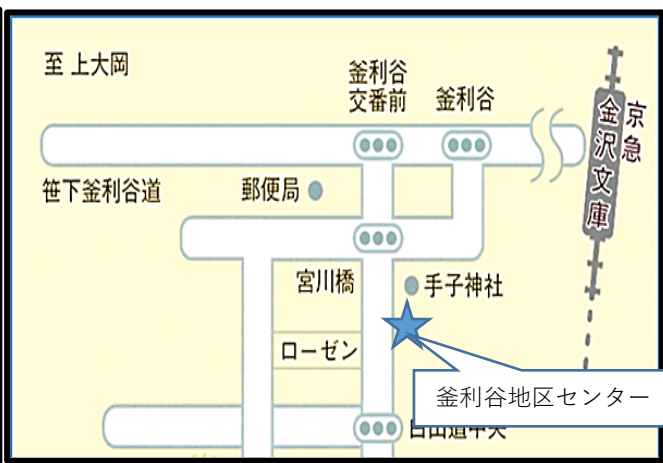 至 上大岡
釜利谷
交番前
釜利谷
京急
金沢文庫
笹下釜利谷道
郵便局
宮川橋
手子神社
ローゼン
釜利谷地区センター